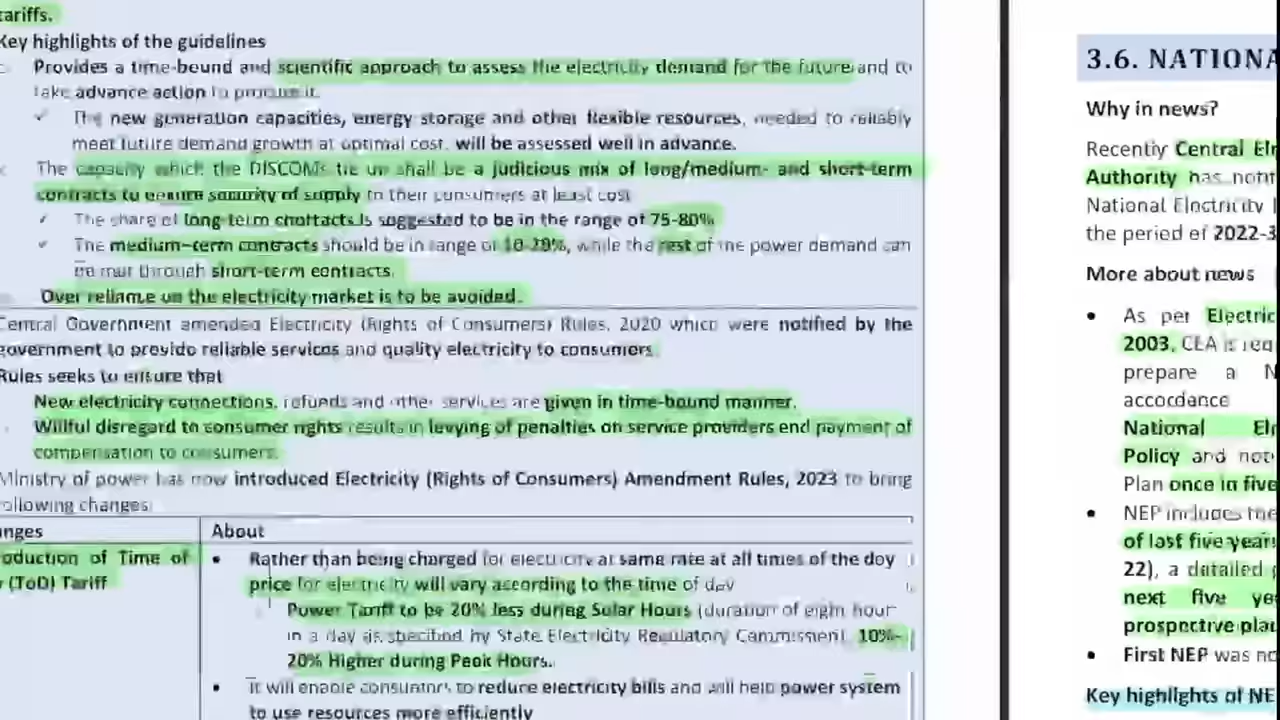 tariffs.
Key highlights of the guidelines
Provides a time-bound and scientific approach to assess the electricity demand for the future and to
take advance action to procure it.
✓ The new generation capacities, energy storage and other flexible resources, needed to reliably
meet future demand growth at optimal cost, will be assessed well in advance.
The capacity which the DISCOMs tie up shall be a judicious mix of long/medium- and short-term
contracts to ensure security of supply to their consumers at least cost
✓ The share of long-term contracts is suggested to be in the range of 75-80%
✓ The medium-term contracts should be in range of 10-20%, while the rest of the power demand can
be met through short-term contracts.
Over reliance on the electricity market is to be avoided.
Central Government amended Electricity (Rights of Consumers) Rules, 2020 which were notified by the
government to provide reliable services and quality electricity to consumers.
Rules seeks to ensure that
New electricity connections, refunds and other services are given in time-bound manner.
Willful disregard to consumer rights results in levying of penalties on service providers end payment of
compensation to consumers.
Ministry of power has now introduced Electricity (Rights of Consumers) Amendment Rules, 2023 to bring
following changes
nges
About
oduction of Time of
(ToD) Tariff
• Rather than being charged for electricity at same rate at all times of the day
price for electricity will vary according to the time of day
Power Tariff to be 20% less during Solar Hours (duration of eight hour
in a day as specified by State Electricity Regulatory Commission), 10%-
20% Higher during Peak Hours.
• It will enable consumers to reduce electricity bills and will help power system
to use resources more efficiently
3.6. NATIONA
Why in news?
Recently Central Ele
Authority has noti
National Electricity
the period of 2022-3
More about news
• As per Electric
2003, CEA is req
prepare a N
accordance
National Ele
Policy and not
Plan once in five
• NEP includes the
of last five years
22), a detailed
next five ye
prospective plan
• First NEP was no
Key highlights of NE